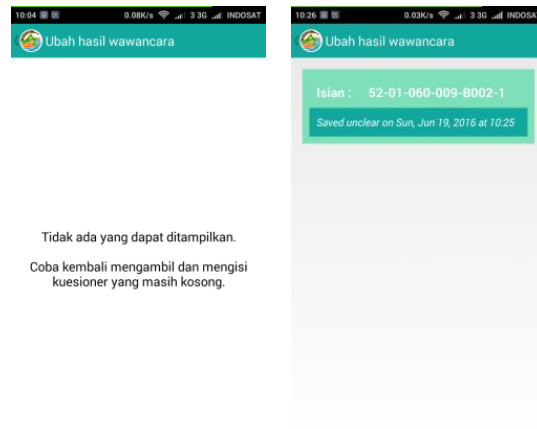 10:04 0.08K/s 3 3G INDOSAT
Ubah hasil wawancara
Tidak ada yang dapat ditampilkan.
Coba kembali mengambil dan mengisi
kuesioner yang masih kosong.
10:26 0.03K/s 3 3G INDOSA
Ubah hasil wawancara
Isian : 52-01-060-009-B002-1
Saved unclear on Sun, Jun 19, 2016 at 10:25